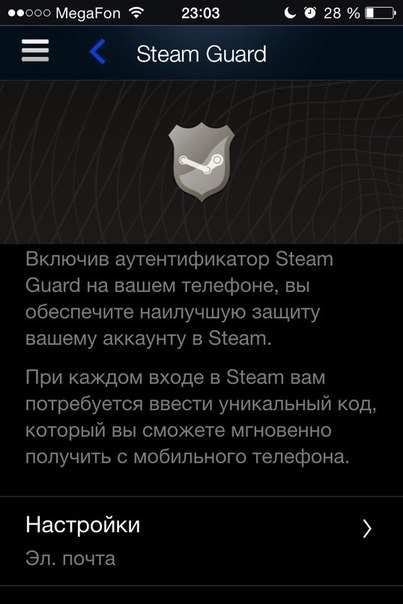 MegaFon 23:03 28 %
Steam Guard
Включив аутентификатор Steam
Guard на вашем телефоне, вы
обеспечите наилучшую защиту
вашему аккаунту в Steam.
При каждом входе в Steam вам
потребуется ввести уникальный код,
который вы сможете мгновенно
получить с мобильного телефона.
Настройки
Эл. почта